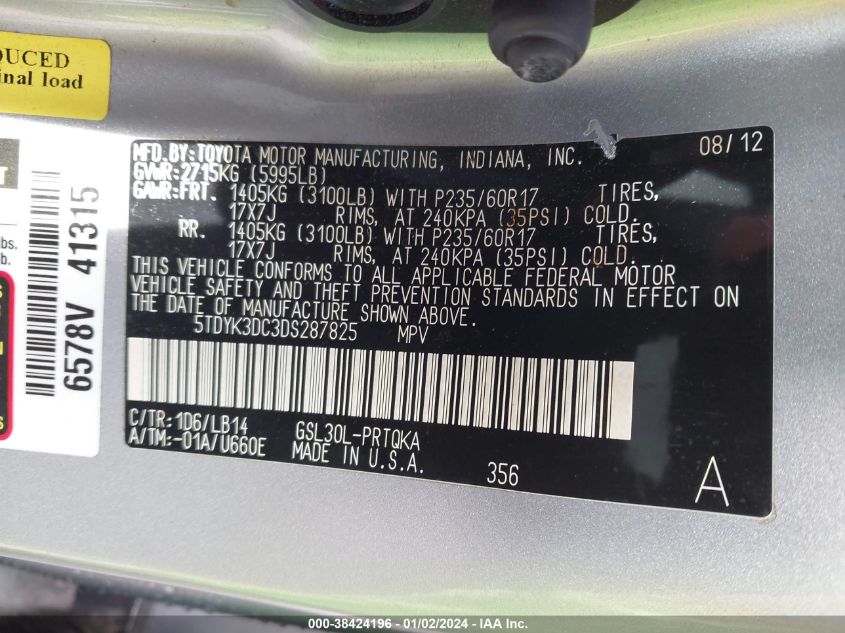 QUCED
inal load
T
bs.
b.
S
S
6578V 41315
MFD.BY:TOYOTA MOTOR MANUFACTURING, INDIANA, INC. 08/12
GVWR:2715KG (5995LB)
GAWR:FRT. 1405KG (3100LB) WITH P235/60R17 TIRES,
17X7J RIMS, AT 240KPA (35PSI) COLD.
RR. 1405KG (3100LB) WITH P235/60R17 TIRES,
17X7J RIMS, AT 240KPA (35PSI) COLD.
THIS VEHICLE CONFORMS TO ALL APPLICABLE FEDERAL MOTOR
VEHICLE SAFETY AND THEFT PREVENTION STANDARDS IN EFFECT ON
THE DATE OF MANUFACTURE SHOWN ABOVE.
5TDYK3DC3DS287825 MPV
C/TR:1D6/LB14 GSL30L-PRTQKA
A/TM:-01A/U660E MADE IN U.S.A. 356 A
000-38424196 - 01/02/2024 - IAA Inc.